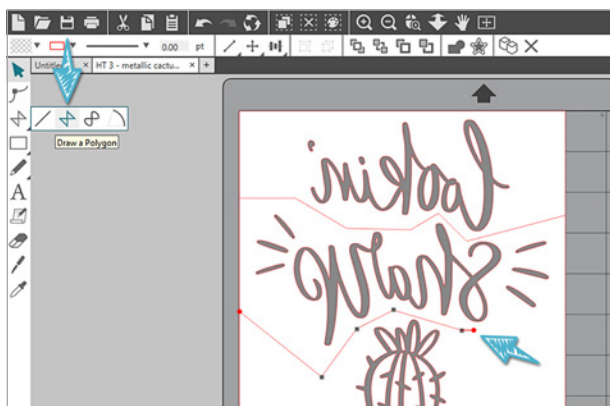 0.00 pt
Untitled × HT 3 - metallic cactu... × +
Draw a Polygon
A
lookin'
sharp